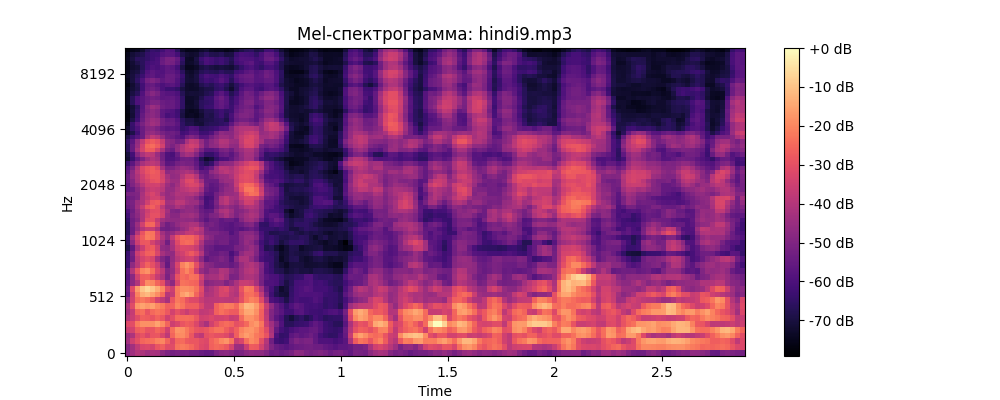 Mel-спектрограмма: hindi9.mp3
Hz
8192
4096
2048
1024
512
0
0 0.5 1 1.5 2 2.5
Time
+0 dB
-10 dB
-20 dB
-30 dB
-40 dB
-50 dB
-60 dB
-70 dB